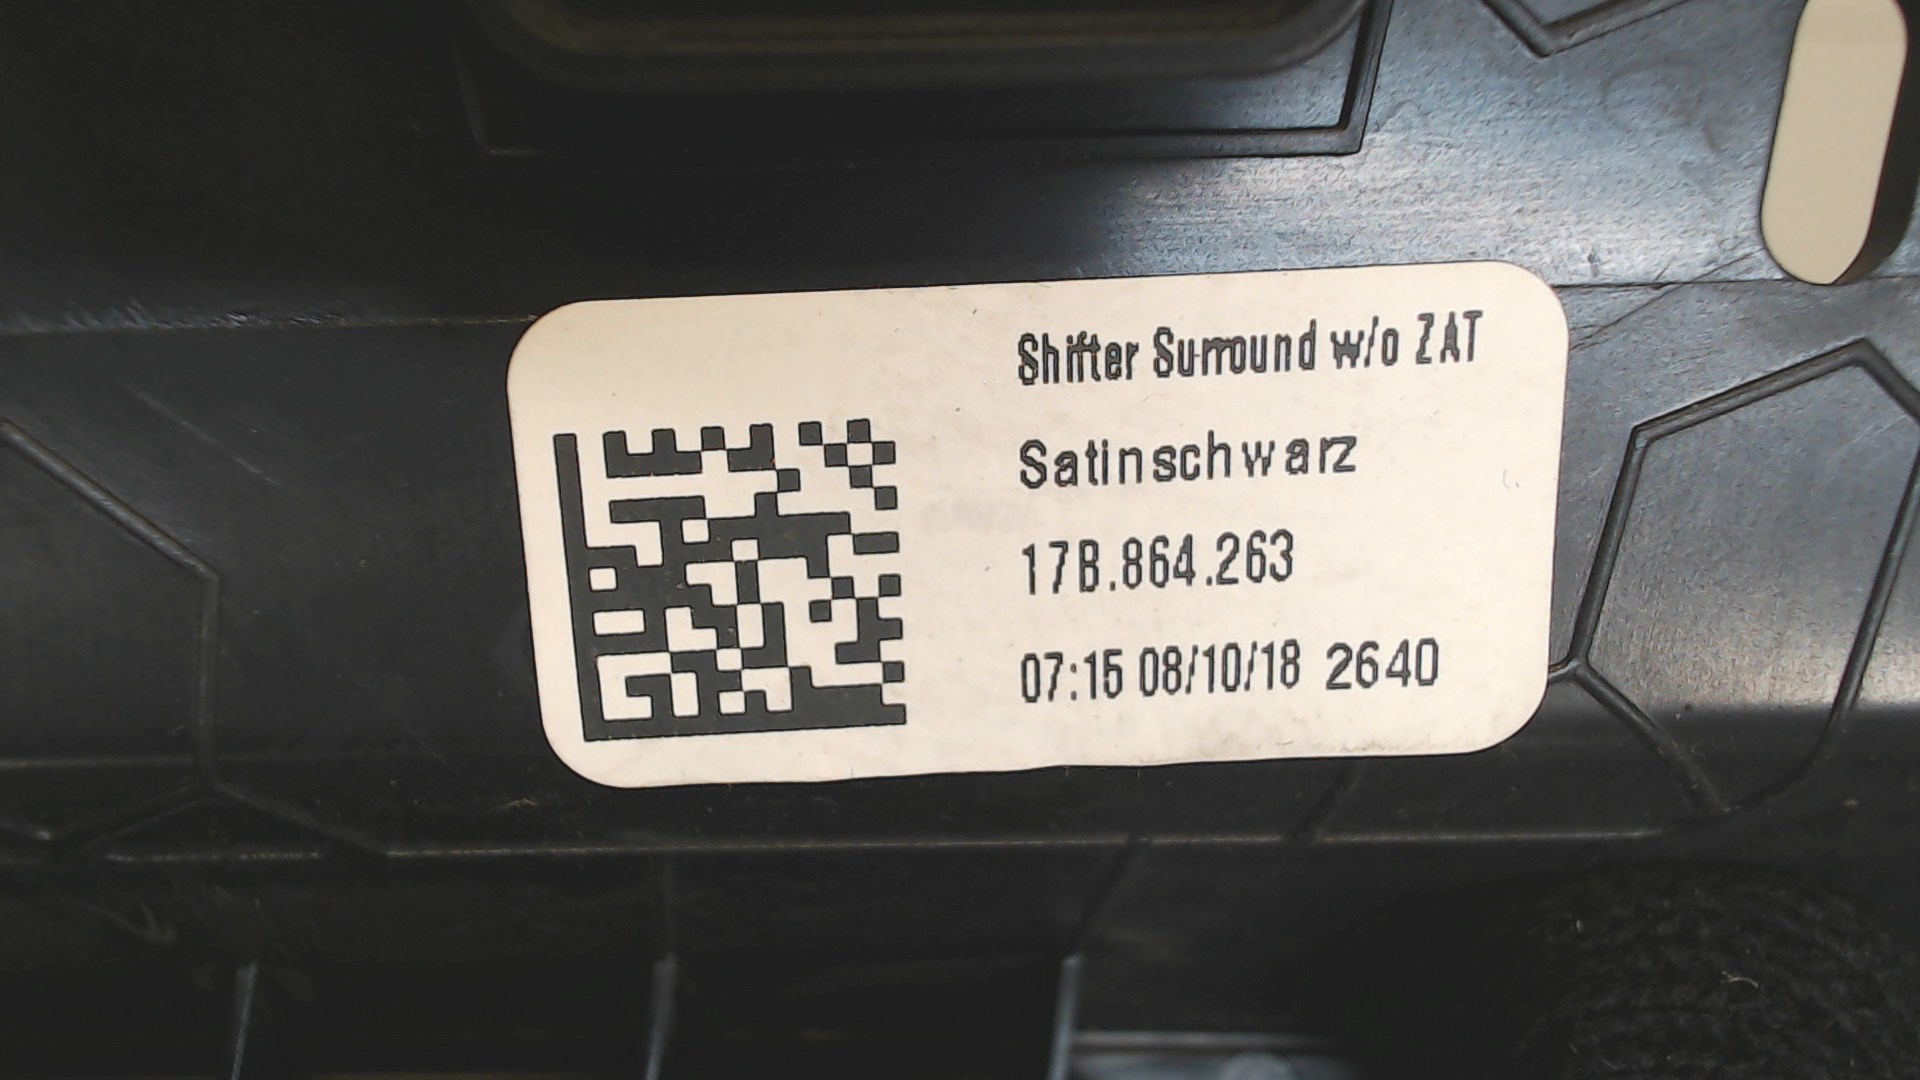 Shifter Surround w/o ZAT
Satinschwarz
17B.864.263
07:15 08/10/18 2640